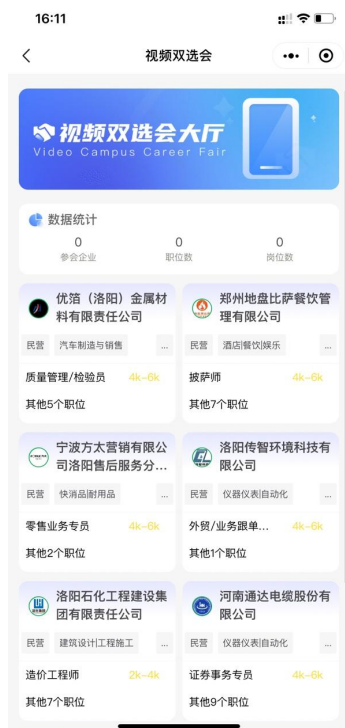 16:11
视频双选会
视频双选会大厅
Video Campus Career Fair
数据统计
0 0 0
参会企业 职位数 岗位数
优箔（洛阳）金属材
料有限责任公司
民营 汽车制造与销售 ...
质量管理/检验员 4k-6k
其他5个职位
郑州地盘比萨餐饮管
理有限公司
民营 酒店|餐饮|娱乐 ...
披萨师 4k-6k
其他7个职位
宁波方太营销有限公
司洛阳售后服务分...
民营 快消品|耐用品 ...
零售业务专员 4k-6k
其他2个职位
洛阳传智环境科技有
限公司
民营 仪器仪表|自动化 ...
外贸/业务跟单... 4k-6k
其他1个职位
洛阳石化工程建设集
团有限责任公司
民营 建筑设计|工程施工 ...
造价工程师 2k-4k
其他7个职位
河南通达电缆股份有
限公司
民营 仪器仪表|自动化 ...
证券事务专员 4k-6k
其他9个职位